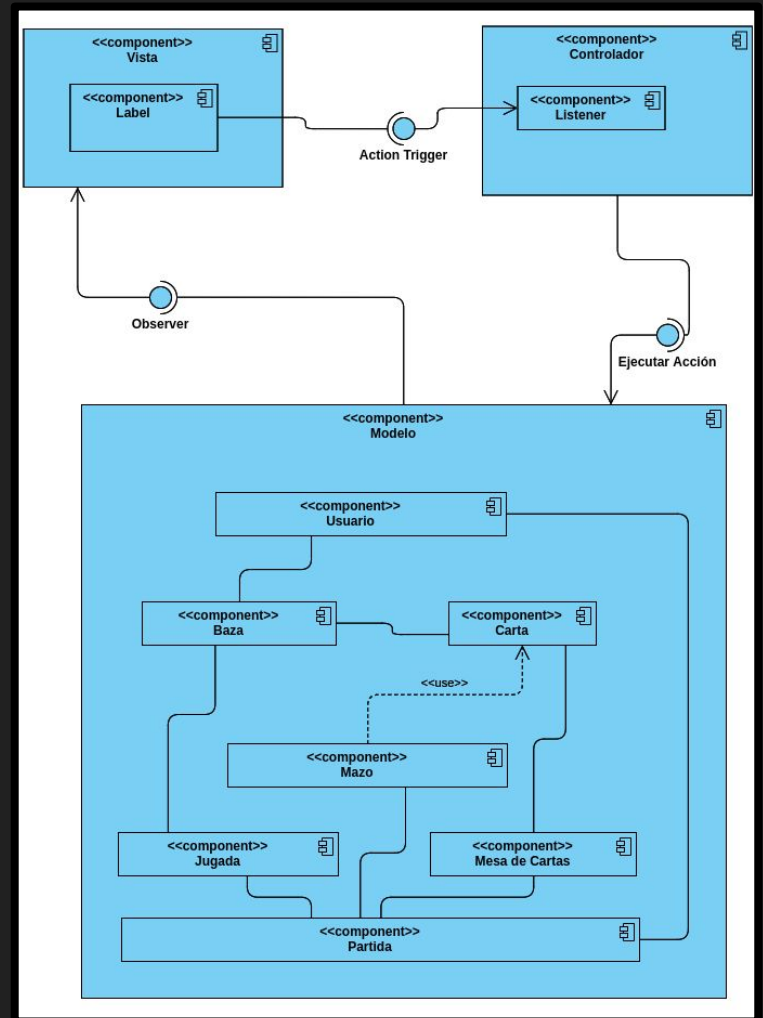 <<component>>
Vista
<<component>>
Label
Action Trigger
<<component>>
Controlador
<<component>>
Listener
Observer
Ejecutar Acción
<<component>>
Modelo
<<component>>
Usuario
<<component>>
Baza
<<component>>
Carta
<<use>>
<<component>>
Mazo
<<component>>
Jugada
<<component>>
Mesa de Cartas
<<component>>
Partida